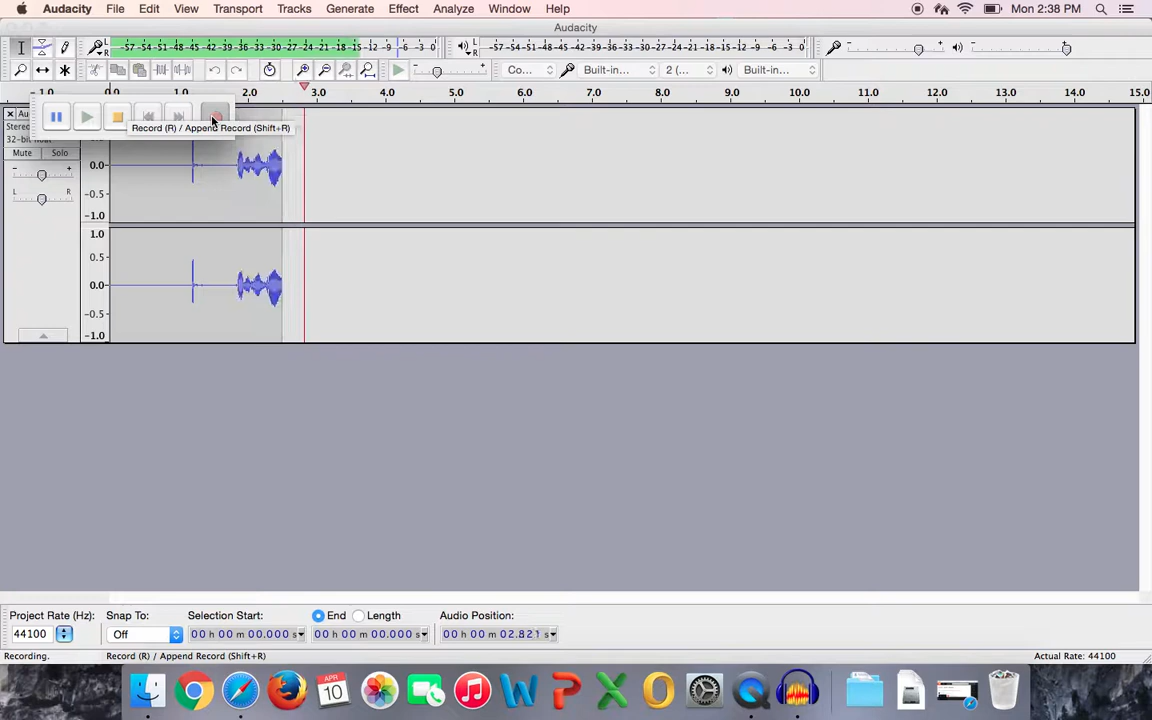 Audacity File Edit View Transport Tracks Generate Effect Analyze Window Help Mon 2:38 PM
Audacity
L R -57 -54 -51 -48 -45 -42 -39 -36 -33 -30 -27 -24 -21 -18 -15 -12 -9 -6 -3 0 L R -57 -54 -51 -48 -45 -42 -39 -36 -33 -30 -27 -24 -21 -18 -15 -12 -9 -6 -3 0 - + - +
- + Co... Built-in... 2 (... Built-in...
-1.0 0.0 1.0 2.0 3.0 4.0 5.0 6.0 7.0 8.0 9.0 10.0 11.0 12.0 13.0 14.0 15.0
Au
Stereo
Record (R) / Append Record (Shift+R)
32-bit float
Mute Solo
- +
0.0
L R
-0.5
-1.0
1.0
0.5
0.0
-0.5
-1.0
Project Rate (Hz): Snap To: Selection Start: End Length Audio Position:
44100 Off 00 h 00 m 00.000 s 00 h 00 m 00.000 s 00 h 00 m 02.821 s
Recording. Record (R) / Append Record (Shift+R) Actual Rate: 44100
APR
10